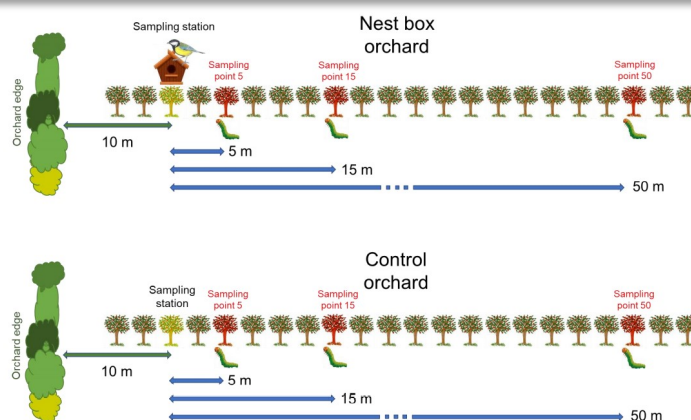 Nest box
orchard
Sampling station
Sampling
point 5
Sampling
point 15
Sampling
point 50
Orchard edge
10 m
5 m
15 m
50 m
Control
orchard
Sampling
station
Sampling
point 5
Sampling
point 15
Sampling
point 50
Orchard edge
10 m
5 m
15 m
50 m